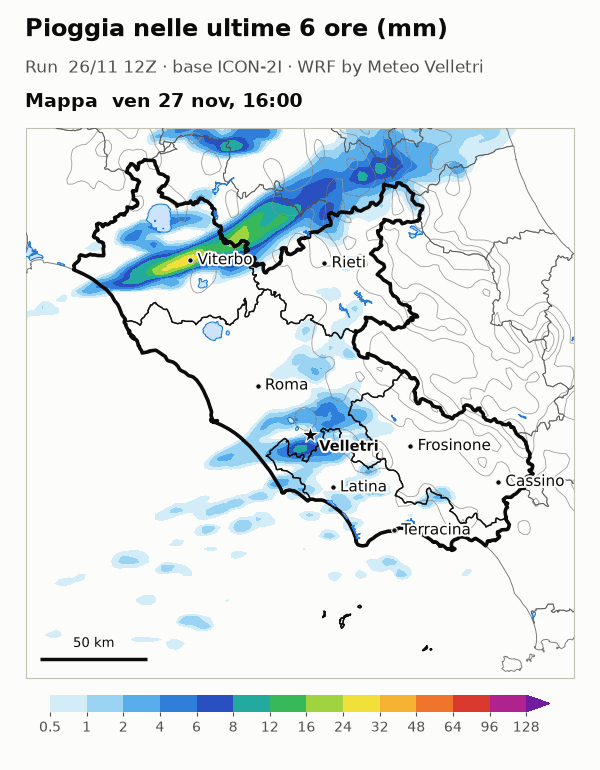 Pioggia nelle ultime 6 ore (mm)
Run  26/11 12Z · base ICON-2I · WRF by Meteo Velletri
Mappa  ven 27 nov, 16:00
Viterbo
Rieti
Roma
Velletri
Frosinone
Cassino
Latina
Terracina
50 km
0.5 1 2 4 6 8 12 16 24 32 48 64 96 128